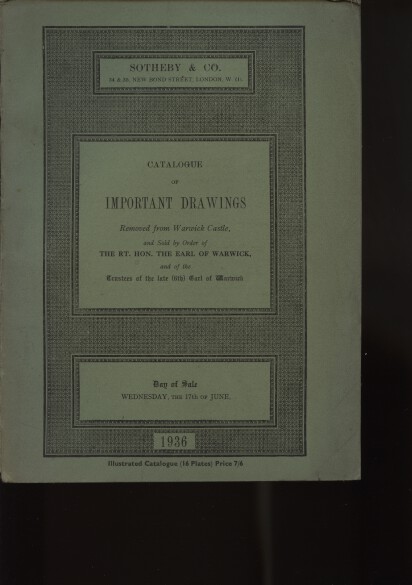 SOTHEBY & CO.
34 & 35, NEW BOND STREET, LONDON, W. (1).
CATALOGUE
OF
IMPORTANT DRAWINGS
Removed from Warwick Castle,
and Sold by Order of
THE RT. HON. THE EARL OF WARWICK,
and of the
Trustees of the late (6th) Earl of Warwick
Day of Sale
WEDNESDAY, THE 17th OF JUNE.
1936
Illustrated Catalogue (16 Plates) Price 7/6